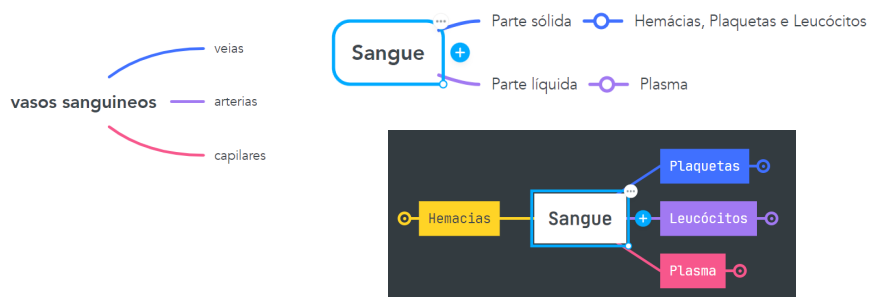 vasos sanguineos
veias
arterias
capilares
Sangue
Parte sólida
Hemácias, Plaquetas e Leucócitos
Parte líquida
Plasma
Hemacias
Sangue
Plaquetas
Leucócitos
Plasma